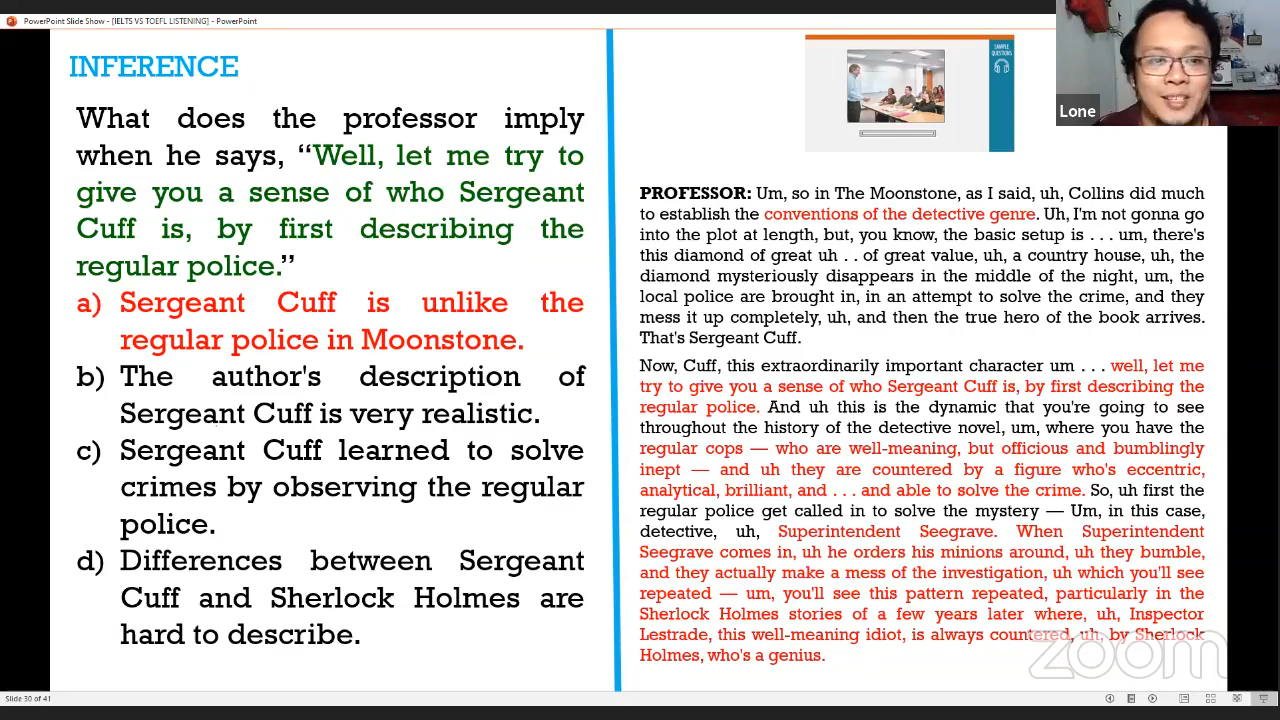 PowerPoint Slide Show - [IELTS VS TOEFL LISTENING] - PowerPoint
INFERENCE
What does the professor imply
when he says, “Well, let me try to
give you a sense of who Sergeant
Cuff is, by first describing the
regular police.”
a) Sergeant Cuff is unlike the
regular police in Moonstone.
b) The author's description of
Sergeant Cuff is very realistic.
c) Sergeant Cuff learned to solve
crimes by observing the regular
police.
d) Differences between Sergeant
Cuff and Sherlock Holmes are
hard to describe.
SAMPLE
QUESTIONS
Lone
PROFESSOR: Um, so in The Moonstone, as I said, uh, Collins did much
to establish the conventions of the detective genre. Uh, I'm not gonna go
into the plot at length, but, you know, the basic setup is . . . um, there's
this diamond of great uh . . of great value, uh, a country house, uh, the
diamond mysteriously disappears in the middle of the night, um, the
local police are brought in, in an attempt to solve the crime, and they
mess it up completely, uh, and then the true hero of the book arrives.
That's Sergeant Cuff.
Now, Cuff, this extraordinarily important character um . . . well, let me
try to give you a sense of who Sergeant Cuff is, by first describing the
regular police. And uh this is the dynamic that you're going to see
throughout the history of the detective novel, um, where you have the
regular cops — who are well-meaning, but officious and bumblingly
inept — and uh they are countered by a figure who's eccentric,
analytical, brilliant, and . . . and able to solve the crime. So, uh first the
regular police get called in to solve the mystery — Um, in this case,
detective, uh, Superintendent Seegrave. When Superintendent
Seegrave comes in, uh he orders his minions around, uh they bumble,
and they actually make a mess of the investigation, uh which you'll see
repeated — um, you'll see this pattern repeated, particularly in the
Sherlock Holmes stories of a few years later where, uh, Inspector
Lestrade, this well-meaning idiot, is always countered, uh, by Sherlock
Holmes, who's a genius.
zoom
Slide 30 of 41